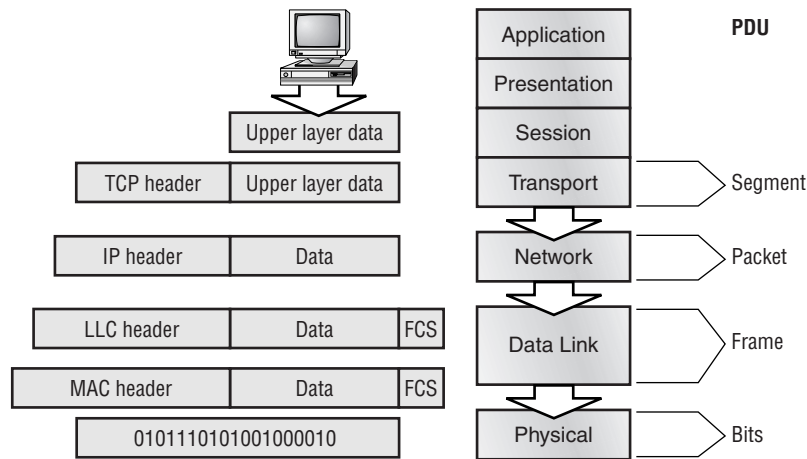 PDU
Application
Presentation
Upper layer data
Session
TCP header Upper layer data
Transport
Segment
IP header Data
Network
Packet
LLC header Data FCS
Data Link
Frame
MAC header Data FCS
0101110101001000010
Physical
Bits